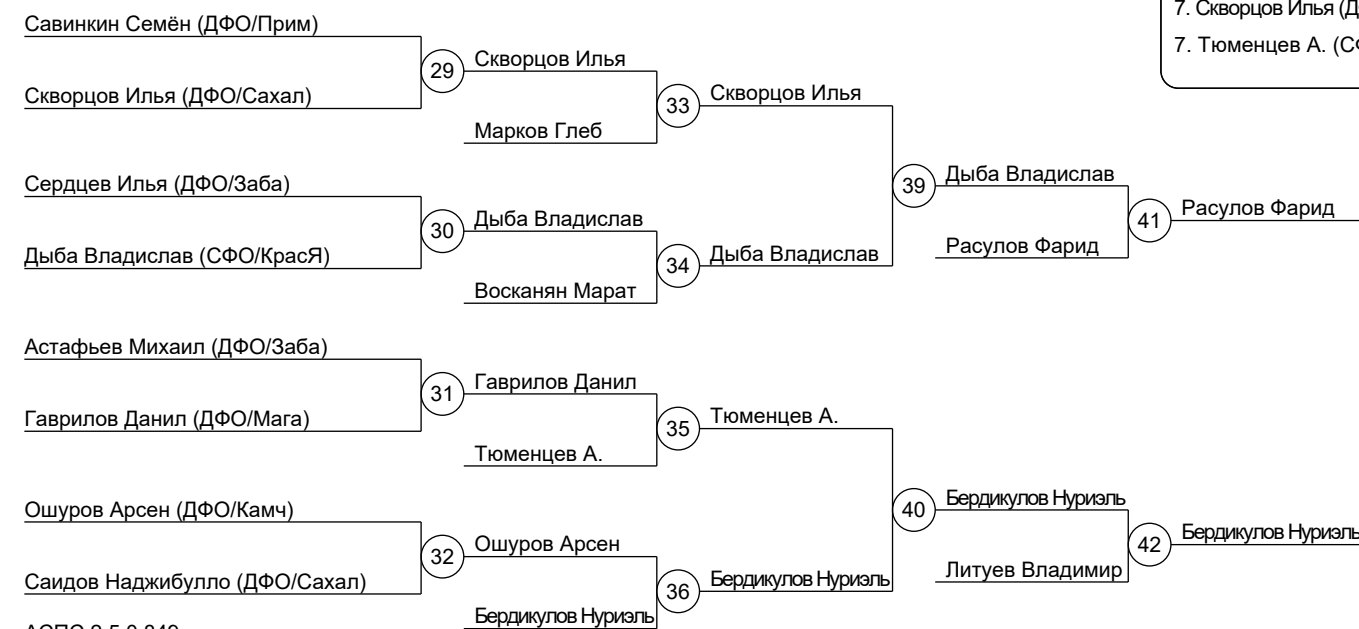 7. Скворцов Илья (Д
7. Тюменцев А. (С
Савинкин Семён (ДФО/Прим)
Скворцов Илья (ДФО/Сахал)
29
Скворцов Илья
Марков Глеб
33
Скворцов Илья
Сердцев Илья (ДФО/Заба)
Дыба Владислав (СФО/КрасЯ)
30
Дыба Владислав
Восканян Марат
34
Дыба Владислав
39
Дыба Владислав
Расулов Фарид
41
Расулов Фарид
Астафьев Михаил (ДФО/Заба)
Гаврилов Данил (ДФО/Мага)
31
Гаврилов Данил
Тюменцев А.
35
Тюменцев А.
Ошуров Арсен (ДФО/Камч)
Саидов Наджибулло (ДФО/Сахал)
32
Ошуров Арсен
Бердикулов Нуриэль
36
Бердикулов Нуриэль
40
Бердикулов Нуриэль
Литуев Владимир
42
Бердикулов Нуриэль